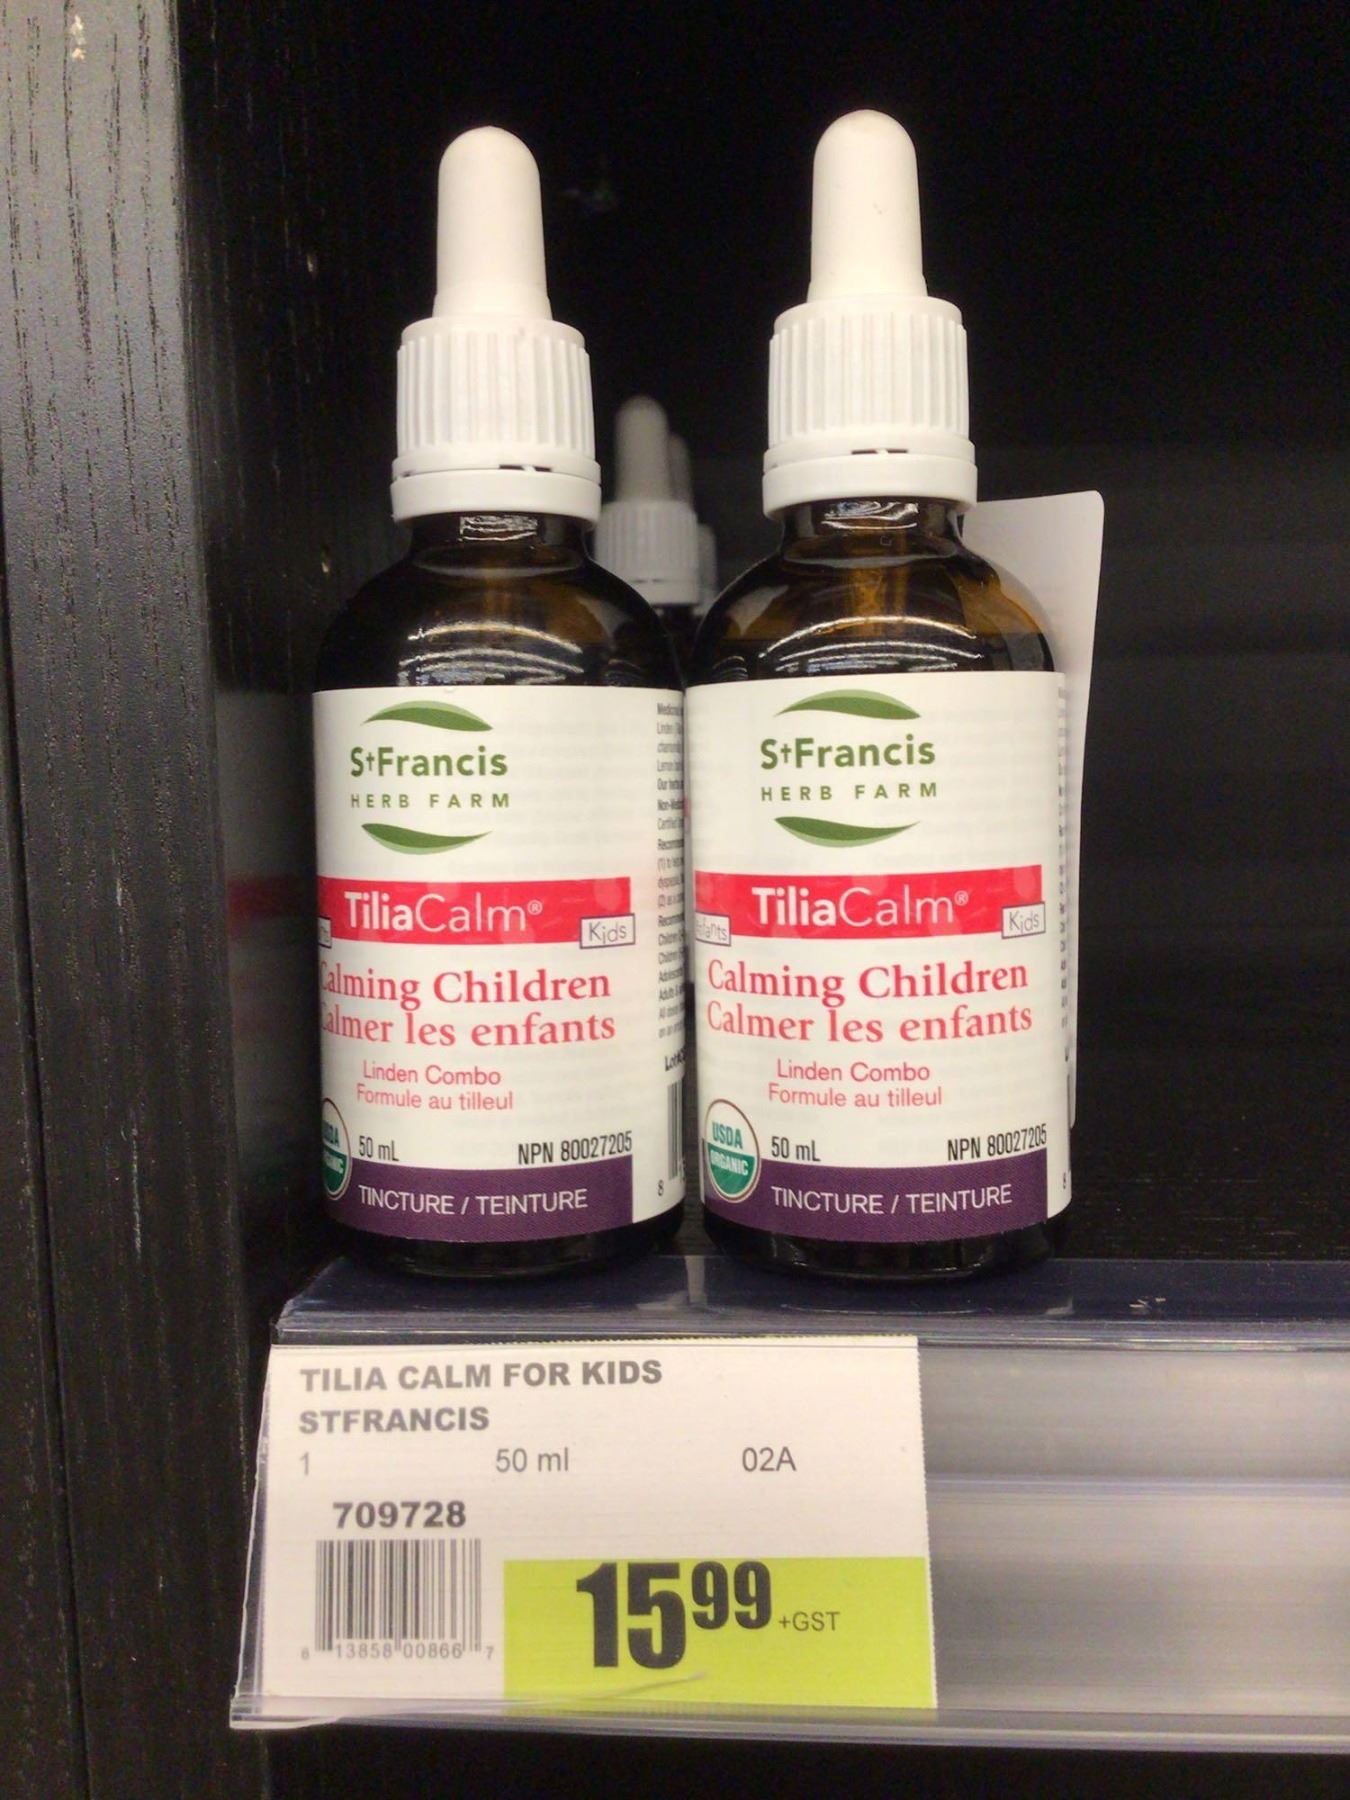 StFrancis
HERB FARM
TiliaCalm®
Kids
Calming Children
Calmer les enfants
Linden Combo
Formule au tilleul
50 mL
NPN 80027205
TINCTURE / TEINTURE
StFrancis
HERB FARM
TiliaCalm®
Kids
Calming Children
Calmer les enfants
Linden Combo
Formule au tilleul
USDA
ORGANIC
50 mL
NPN 80027205
TINCTURE / TEINTURE
TILIA CALM FOR KIDS
STFRANCIS
1 50 ml 02A
709728
15 99 +GST
8 13858 00866 7